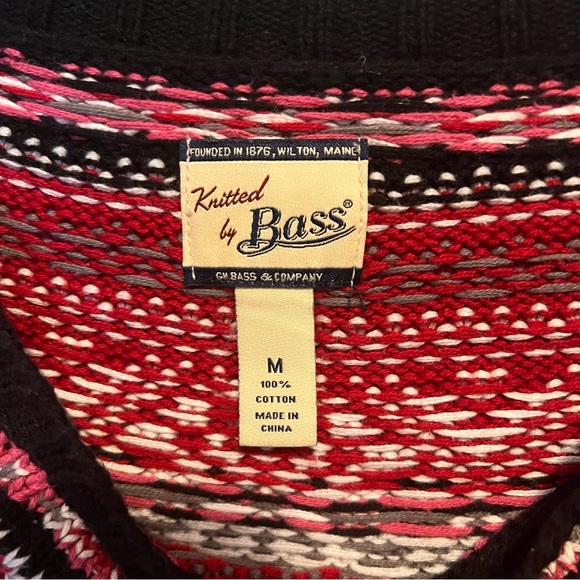 FOUNDED IN 1876, WILTON, MAINE
Knitted
by Bass®
GH BASS & COMPANY
M
100%
COTTON
MADE IN
CHINA